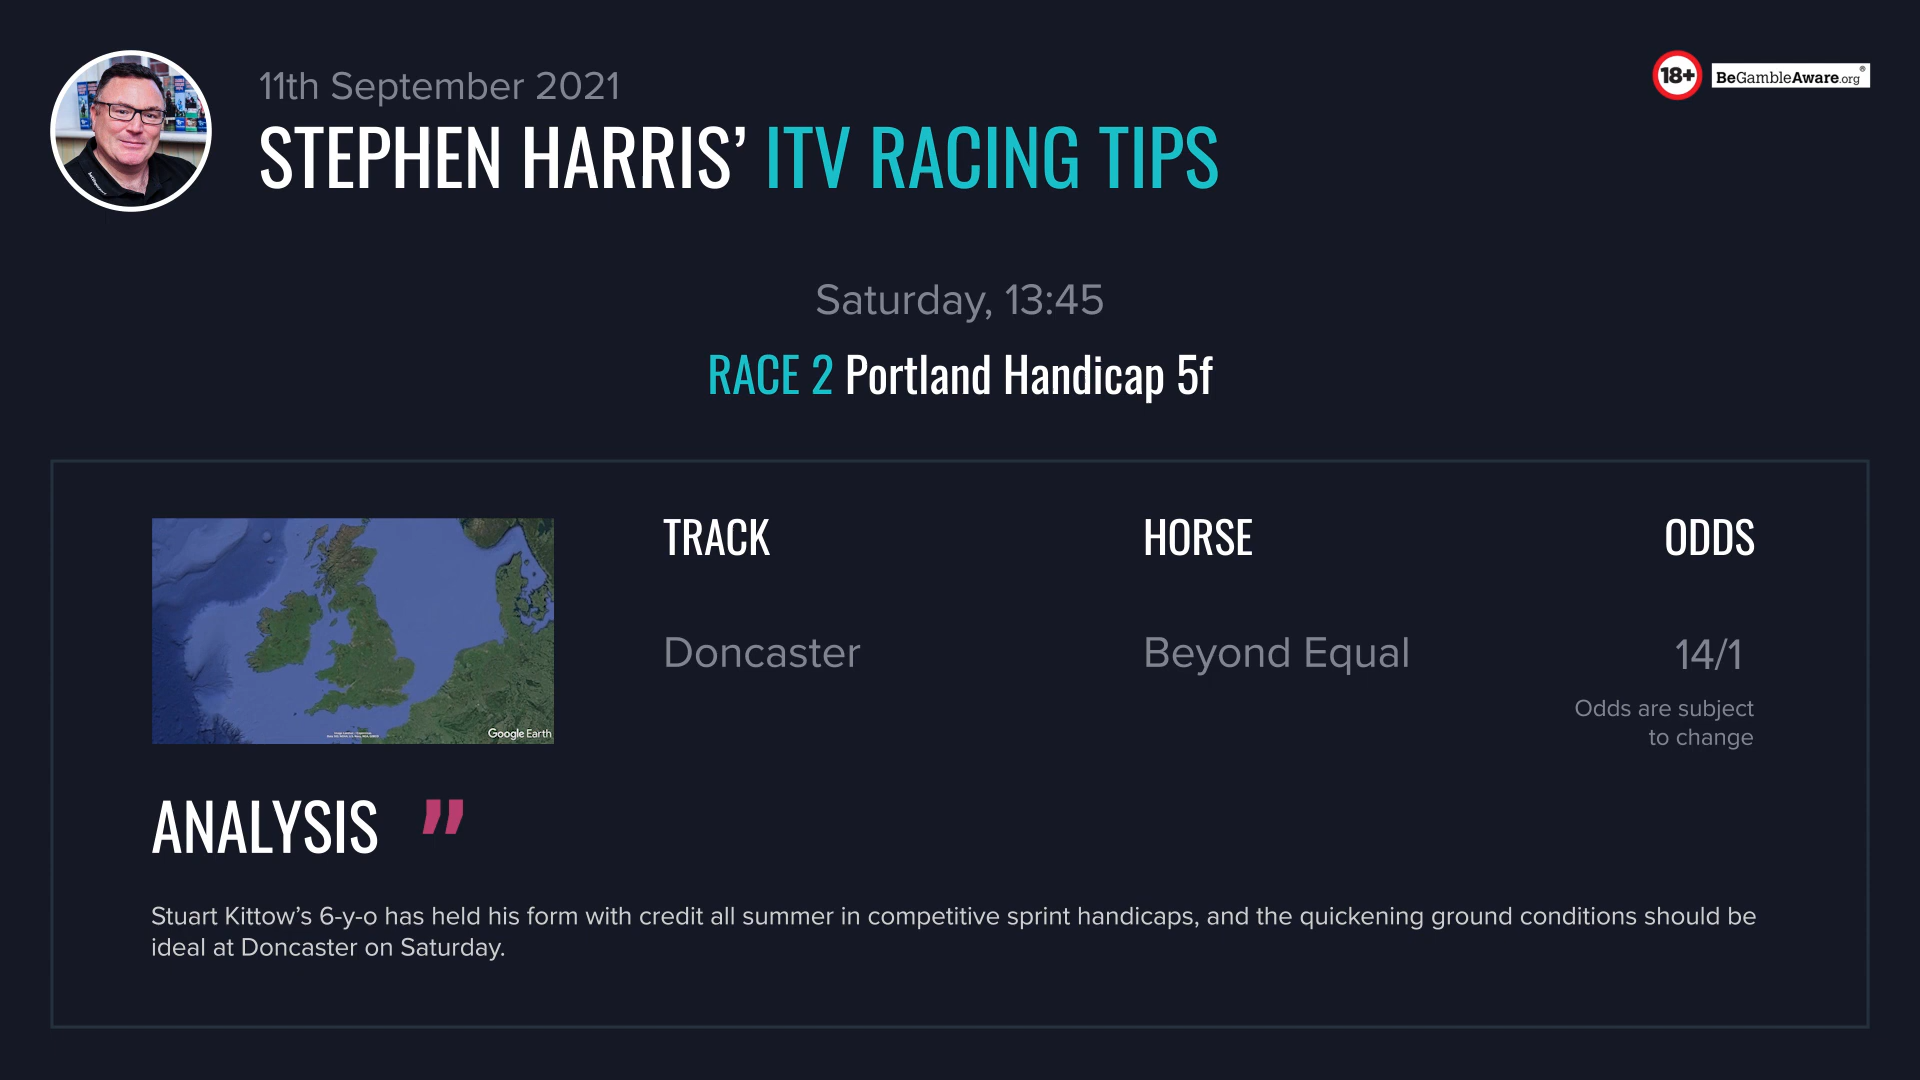 11th September 2021
STEPHEN HARRIS’ ITV RACING TIPS
18+
BeGambleAware.org®
Saturday, 13:45
RACE 2 Portland Handicap 5f
TRACK
HORSE
ODDS
Doncaster
Beyond Equal
14/1
Odds are subject
to change
Google Earth
ANALYSIS ”
Stuart Kittow’s 6-y-o has held his form with credit all summer in competitive sprint handicaps, and the quickening ground conditions should be
ideal at Doncaster on Saturday.